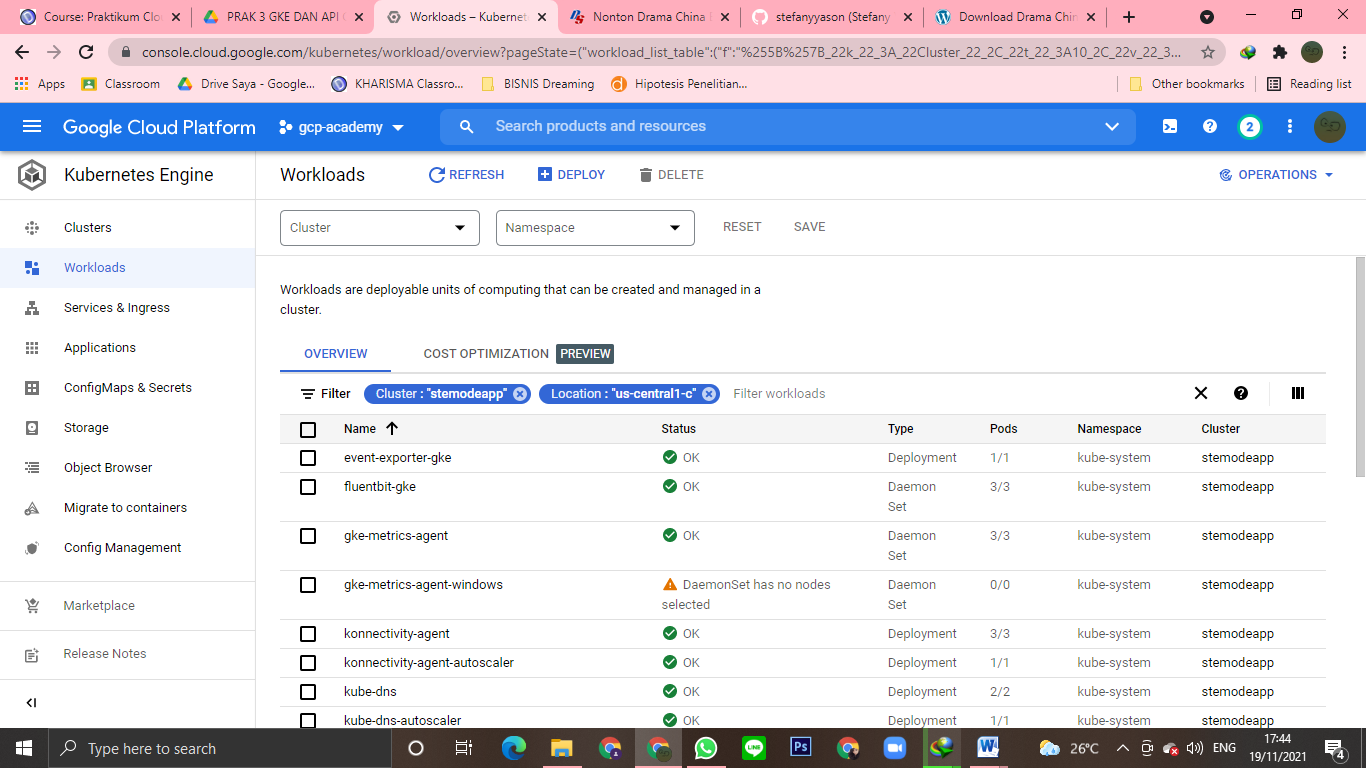 Course: Praktikum Clo
PRAK 3 GKE DAN API
Workloads – Kubernet
Nonton Drama China
stefanyyason (Stefany
Download Drama Chin
console.cloud.google.com/kubernetes/workload/overview?pageState=("workload_list_table":("f":"%255B%257B_22k_22_3A_22Cluster_22_2C_22t_22_3A10_2C_22v_22_3...
Apps
Classroom
Drive Saya - Google...
KHARISMA Classro...
BISNIS Dreaming
Hipotesis Penelitian...
Other bookmarks
Reading list
Google Cloud Platform
gcp-academy
Search products and resources
2
Kubernetes Engine
Workloads
REFRESH
DEPLOY
DELETE
OPERATIONS
Clusters
Workloads
Services & Ingress
Applications
ConfigMaps & Secrets
Storage
Object Browser
Migrate to containers
Config Management
Marketplace
Release Notes
Cluster
Namespace
RESET
SAVE
Workloads are deployable units of computing that can be created and managed in a
cluster.
OVERVIEW
COST OPTIMIZATION PREVIEW
Filter
Cluster : "stemodeapp"
Location : "us-central1-c"
Filter workloads
Name Status Type Pods Namespace Cluster
event-exporter-gke OK Deployment 1/1 kube-system stemodeapp
fluentbit-gke OK Daemon 3/3 kube-system stemodeapp
Set
gke-metrics-agent OK Daemon 3/3 kube-system stemodeapp
Set
gke-metrics-agent-windows DaemonSet has no nodes Daemon 0/0 kube-system stemodeapp
selected Set
konnectivity-agent OK Deployment 3/3 kube-system stemodeapp
konnectivity-agent-autoscaler OK Deployment 1/1 kube-system stemodeapp
kube-dns OK Deployment 2/2 kube-system stemodeapp
kube-dns-autoscaler OK Deployment 1/1 kube-system stemodeapp
Type here to search
LINE
Ps
W
26°C
ENG
17:44
19/11/2021
4